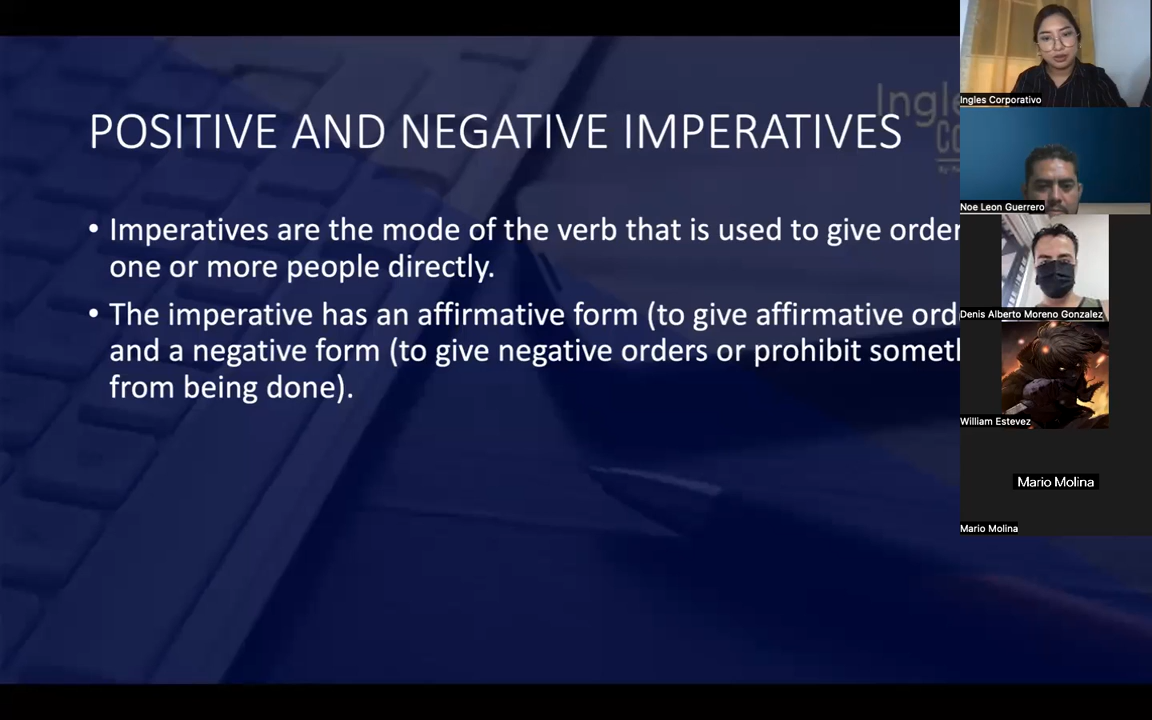 POSITIVE AND NEGATIVE IMPERATIVES
• Imperatives are the mode of the verb that is used to give order
one or more people directly.
• The imperative has an affirmative form (to give affirmative ord
and a negative form (to give negative orders or prohibit someth
from being done).
Ingles Corporativo
Noe Leon Guerrero
Denis Alberto Moreno Gonzalez
William Estevez
Mario Molina
Mario Molina